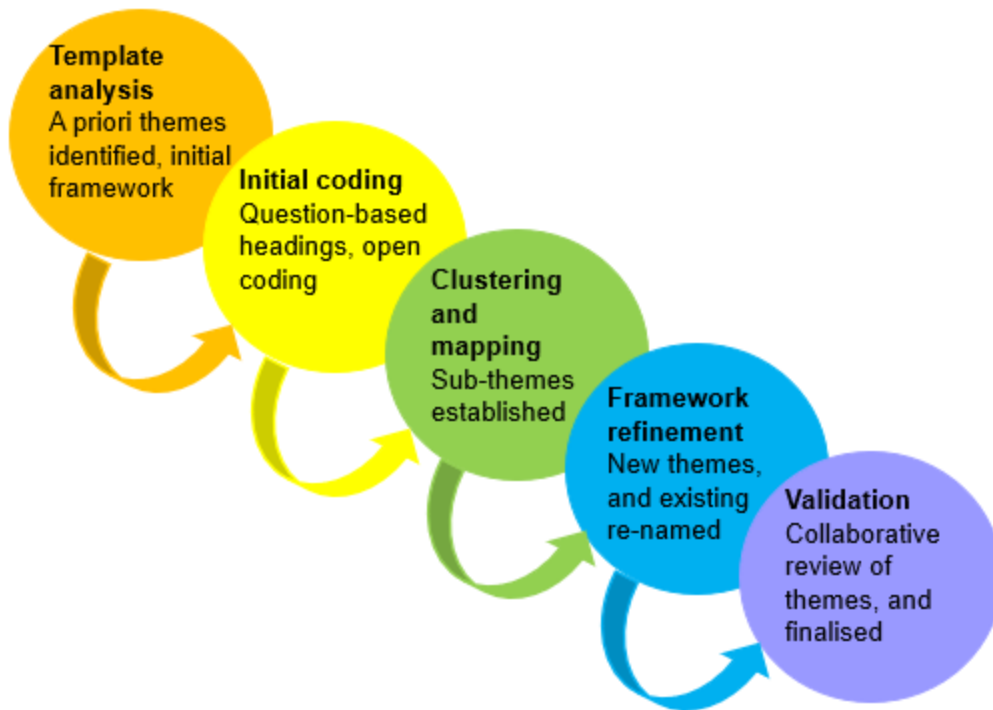 Template
analysis
A priori themes
identified, initial
framework
Initial coding
Question-based
headings, open
coding
Clustering
and
mapping
Sub-themes
established
Framework
refinement
New themes,
and existing
re-named
Validation
Collaborative
review of
themes, and
finalised